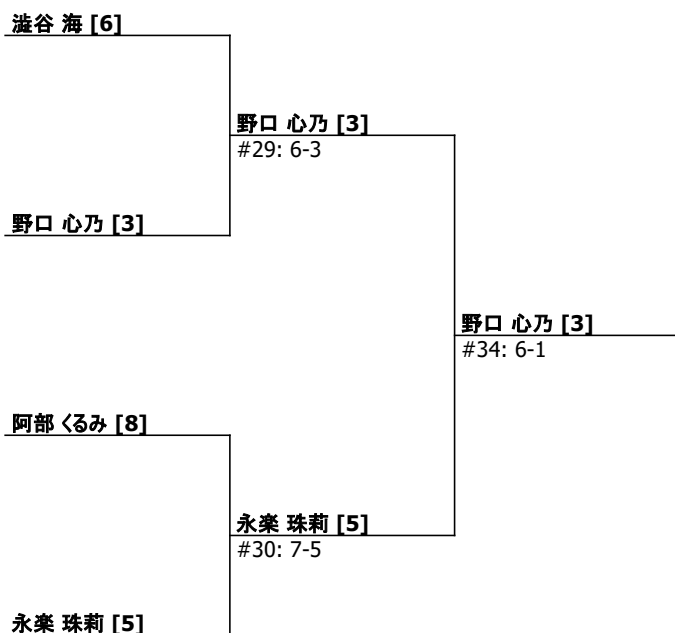 澁谷 海 [6]
野口 心乃 [3]
#29: 6-3
野口 心乃 [3]
野口 心乃 [3]
#34: 6-1
阿部 くるみ [8]
永楽 珠莉 [5]
#30: 7-5
永楽 珠莉 [5]